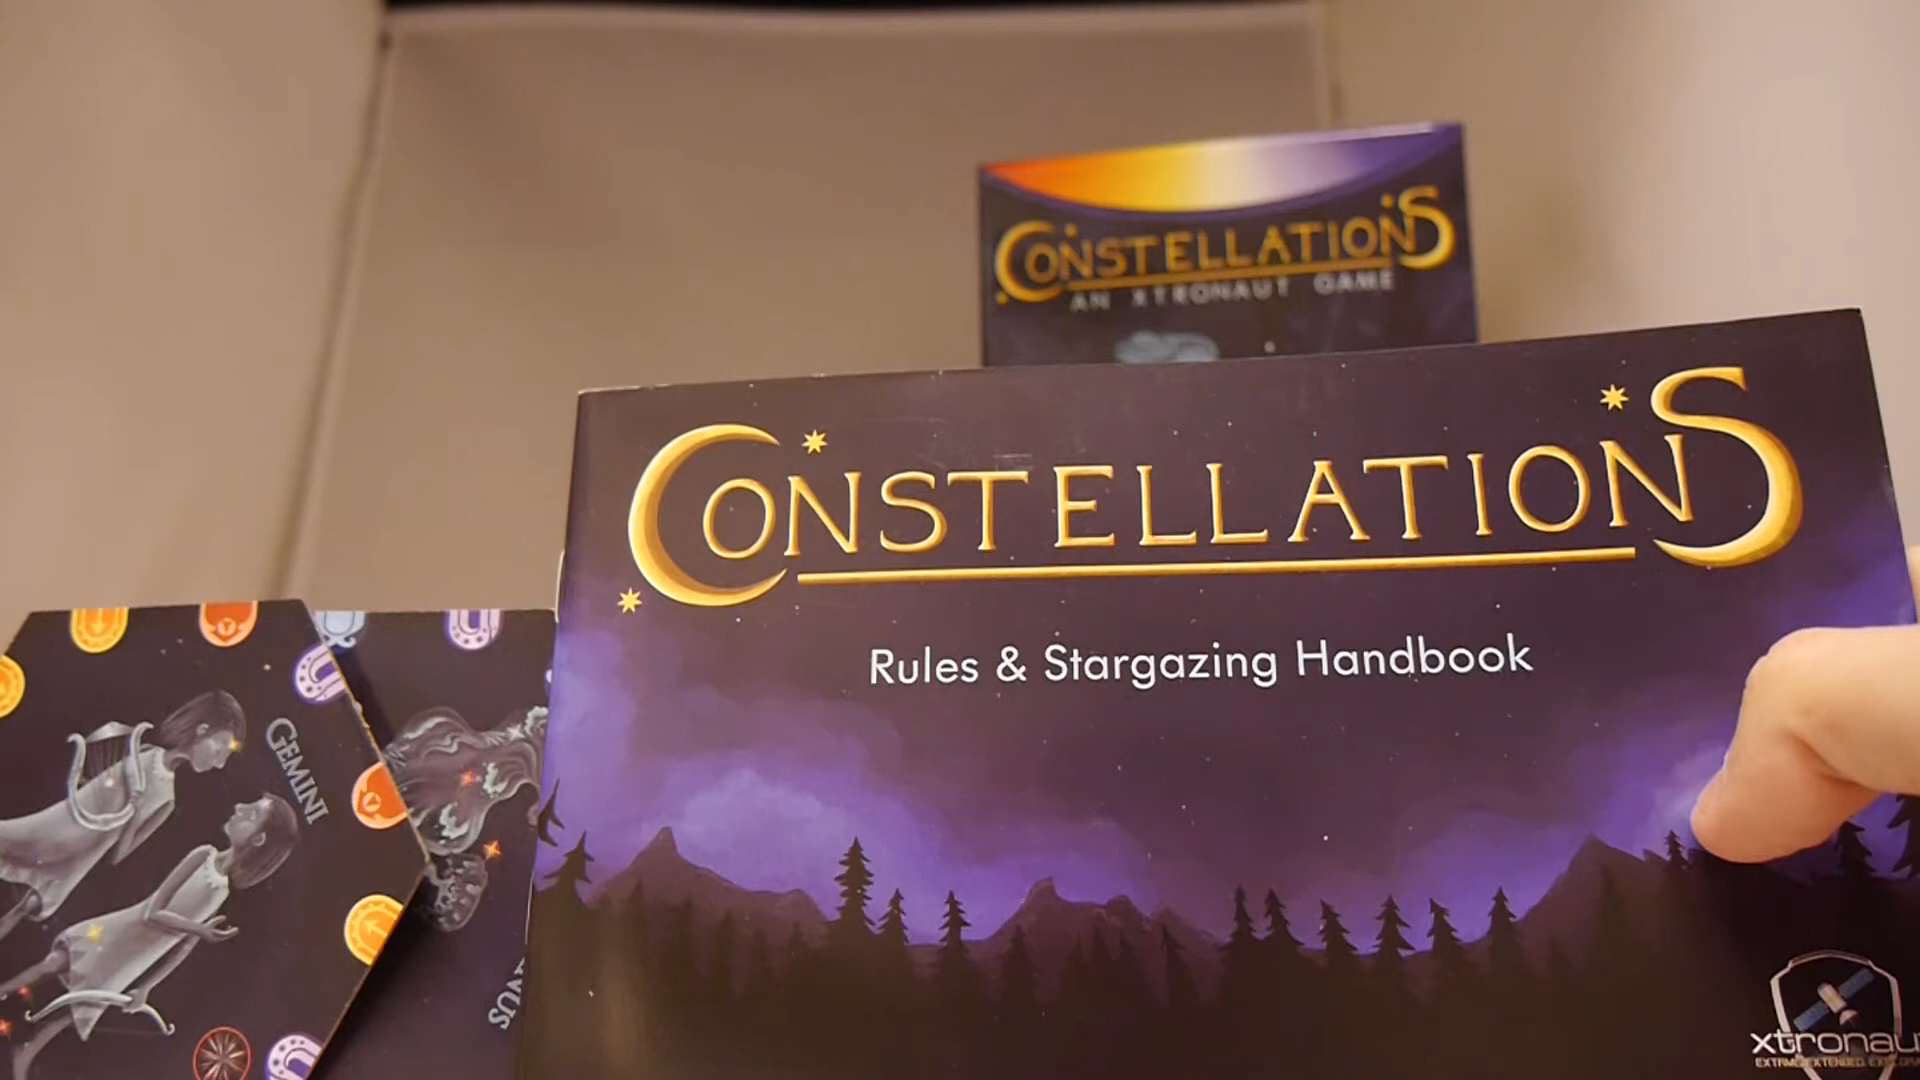 CONSTELLATIONS
AN XTRONAUT GAME
CONSTELLATIONS
Rules & Stargazing Handbook
GEMINI